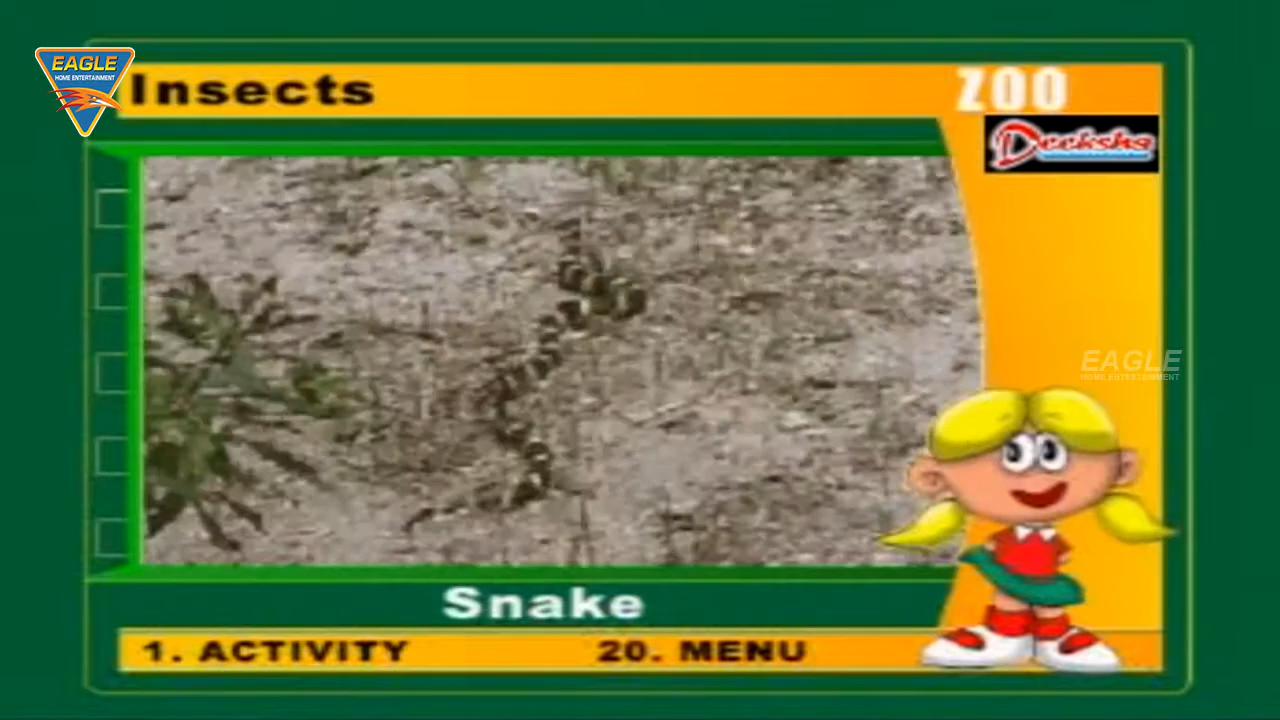 EAGLE
HOME ENTERTAINMENT
Insects
ZOO
Deeksha
EAGLE
HOME ENTERTAINMENT
Snake
1. ACTIVITY
20. MENU